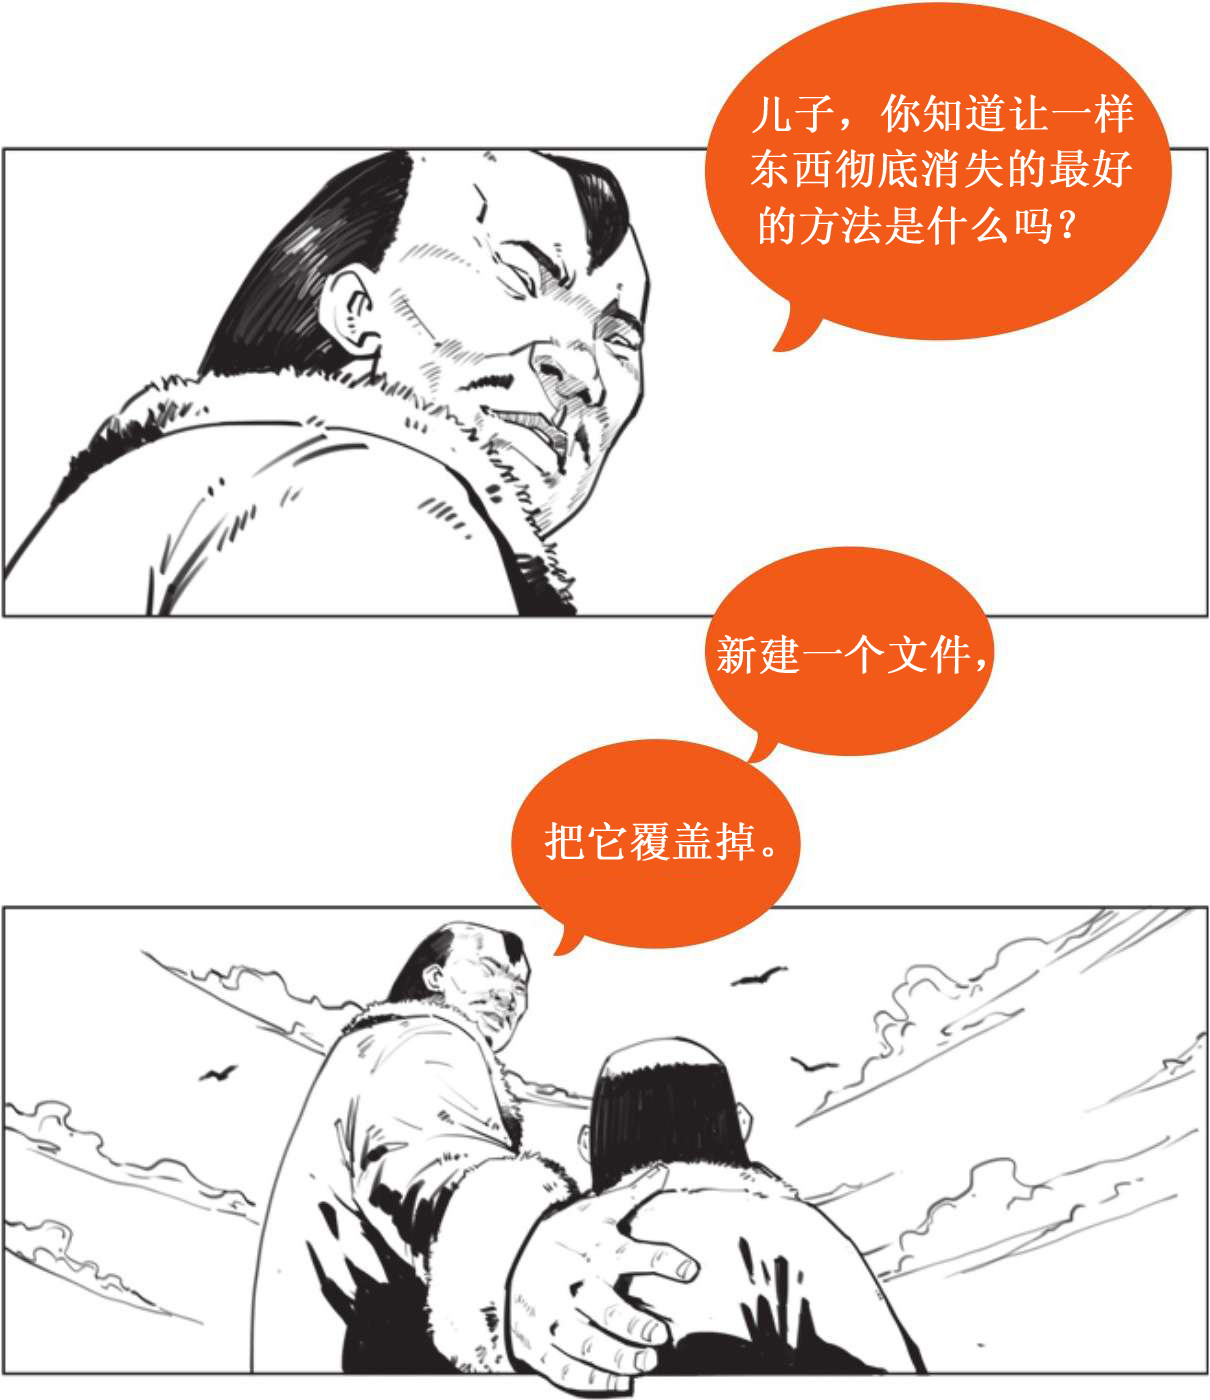 儿子，你知道让一样
东西彻底消失的最好
的方法是什么吗？
新建一个文件，
把它覆盖掉。